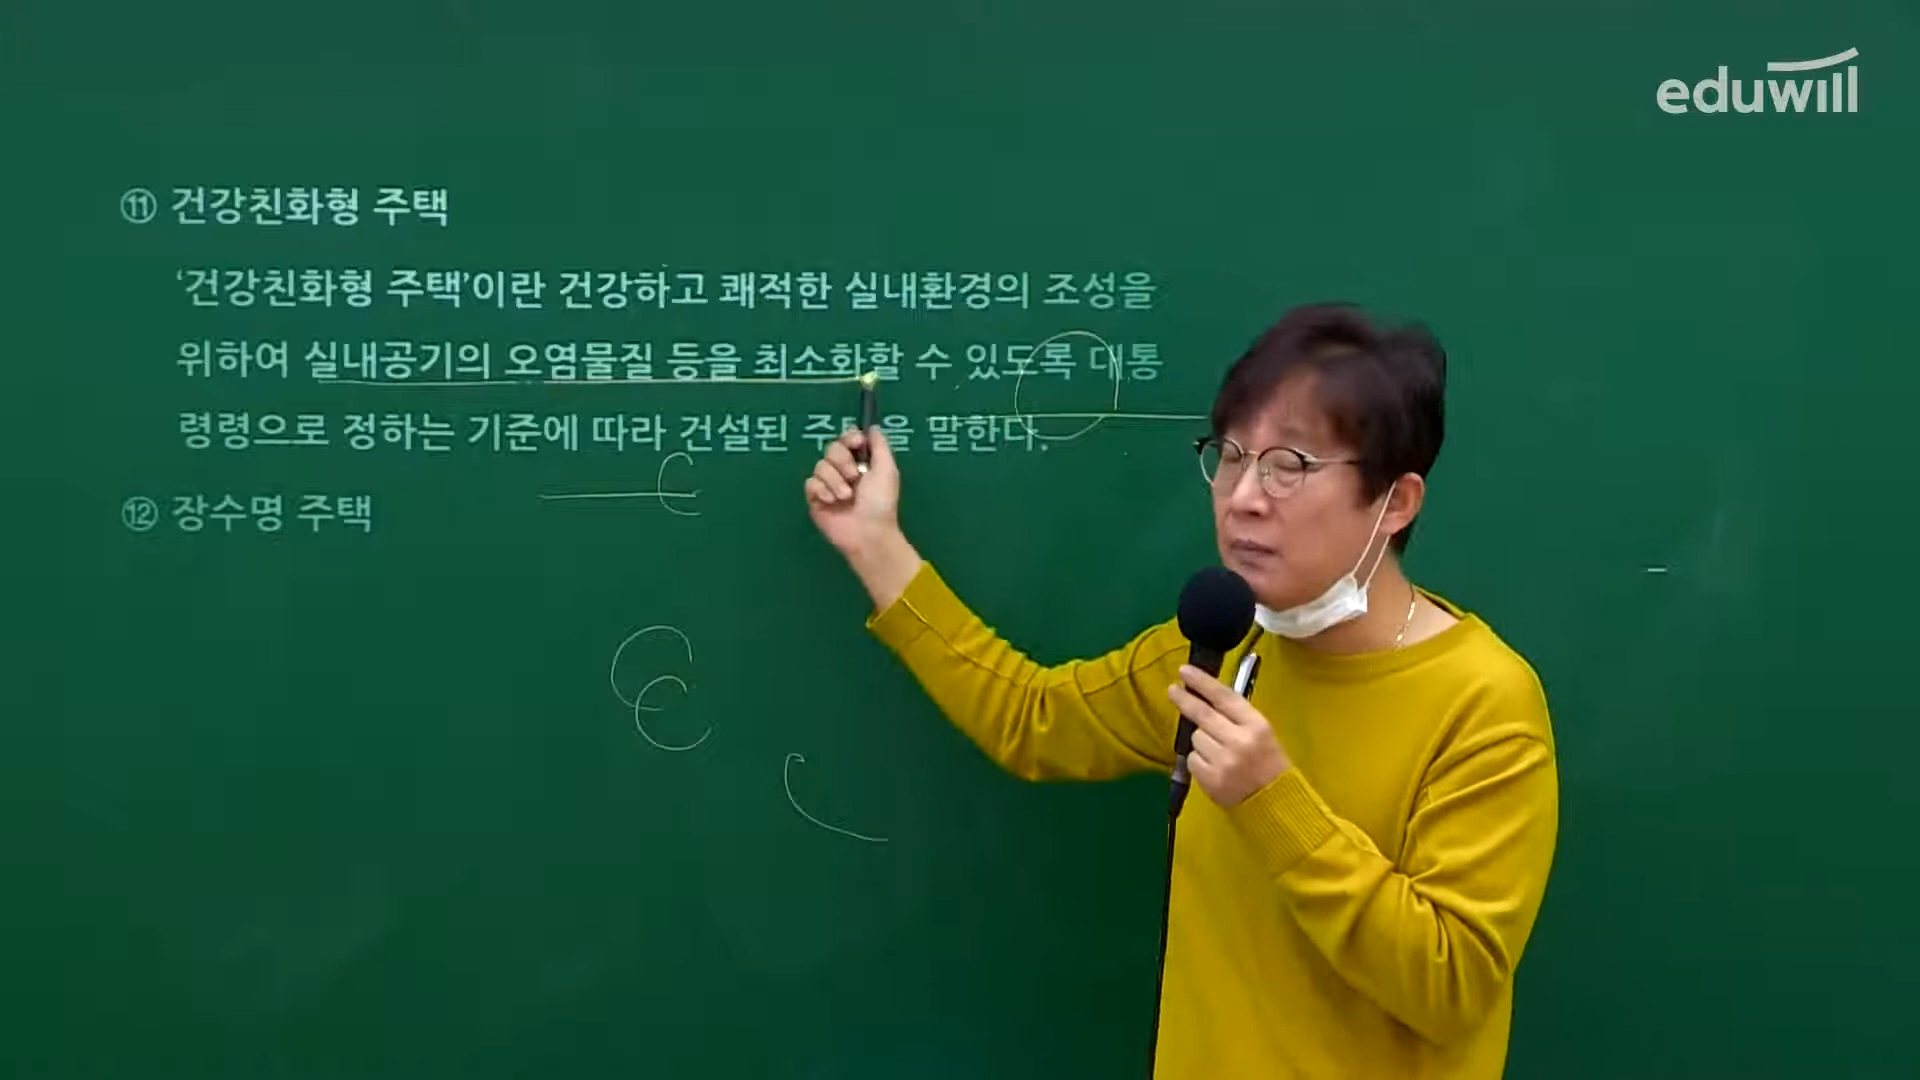 eduwill
⑪ 건강친화형 주택
‘건강친화형 주택’이란 건강하고 쾌적한 실내환경의 조성을
위하여 실내공기의 오염물질 등을 최소화할 수 있도록 대통
령령으로 정하는 기준에 따라 건설된 주택을 말한다.
⑫ 장수명 주택